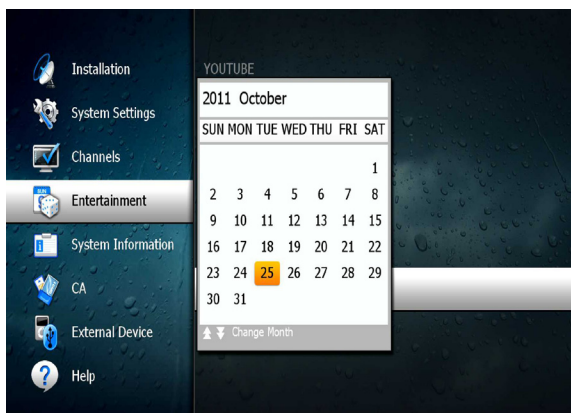 Installation
System Settings
Channels
RUN
Entertainment
System Information
CA
External Device
Help
YOUTUBE
2011 October
SUN MON TUE WED THU FRI SAT
1
2 3 4 5 6 7 8
9 10 11 12 13 14 15
16 17 18 19 20 21 22
23 24 25 26 27 28 29
30 31
Change Month